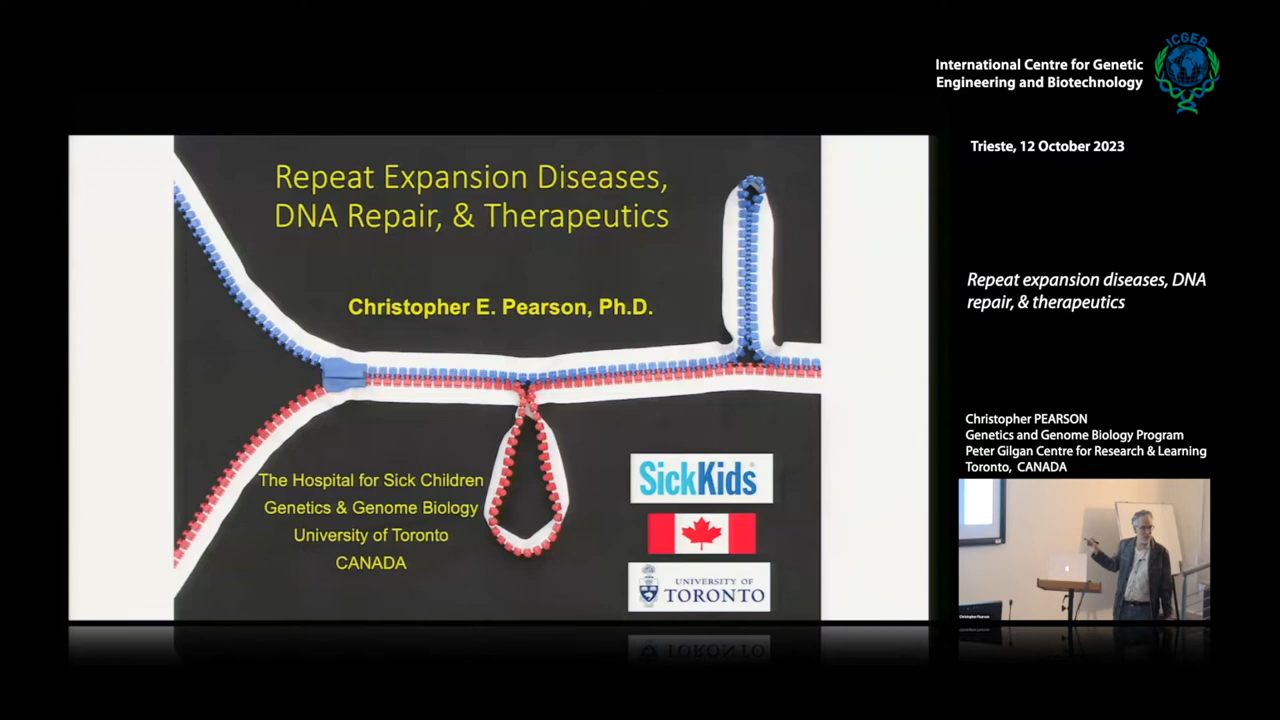 International Centre for Genetic
Engineering and Biotechnology
ICGEB
Trieste, 12 October 2023
Repeat Expansion Diseases,
DNA Repair, & Therapeutics
Christopher E. Pearson, Ph.D.
The Hospital for Sick Children
Genetics & Genome Biology
University of Toronto
CANADA
SickKids
UNIVERSITY OF
TORONTO
Repeat expansion diseases, DNA
repair, & therapeutics
Christopher PEARSON
Genetics and Genome Biology Program
Peter Gilgan Centre for Research & Learning
Toronto, CANADA
Christopher Pearson